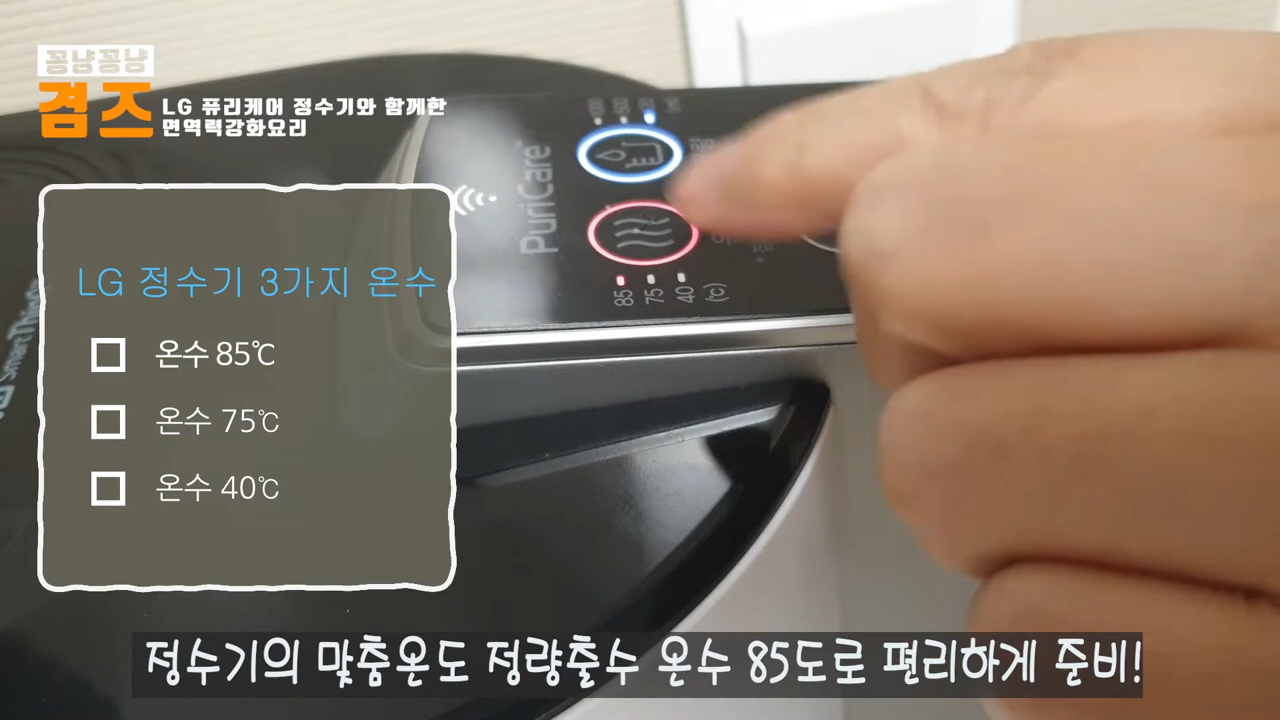 꽁냥꽁냥
겸즈
LG 퓨리케어 정수기와 함께한
면역력강화요리
LG 정수기 3가지 온수
온수 85℃
온수 75℃
온수 40℃
PuriCare
85
75
40
(℃)
SmartThinQ
정수기의 맞춤온도 정량출수 온수 85도로 편리하게 준비!